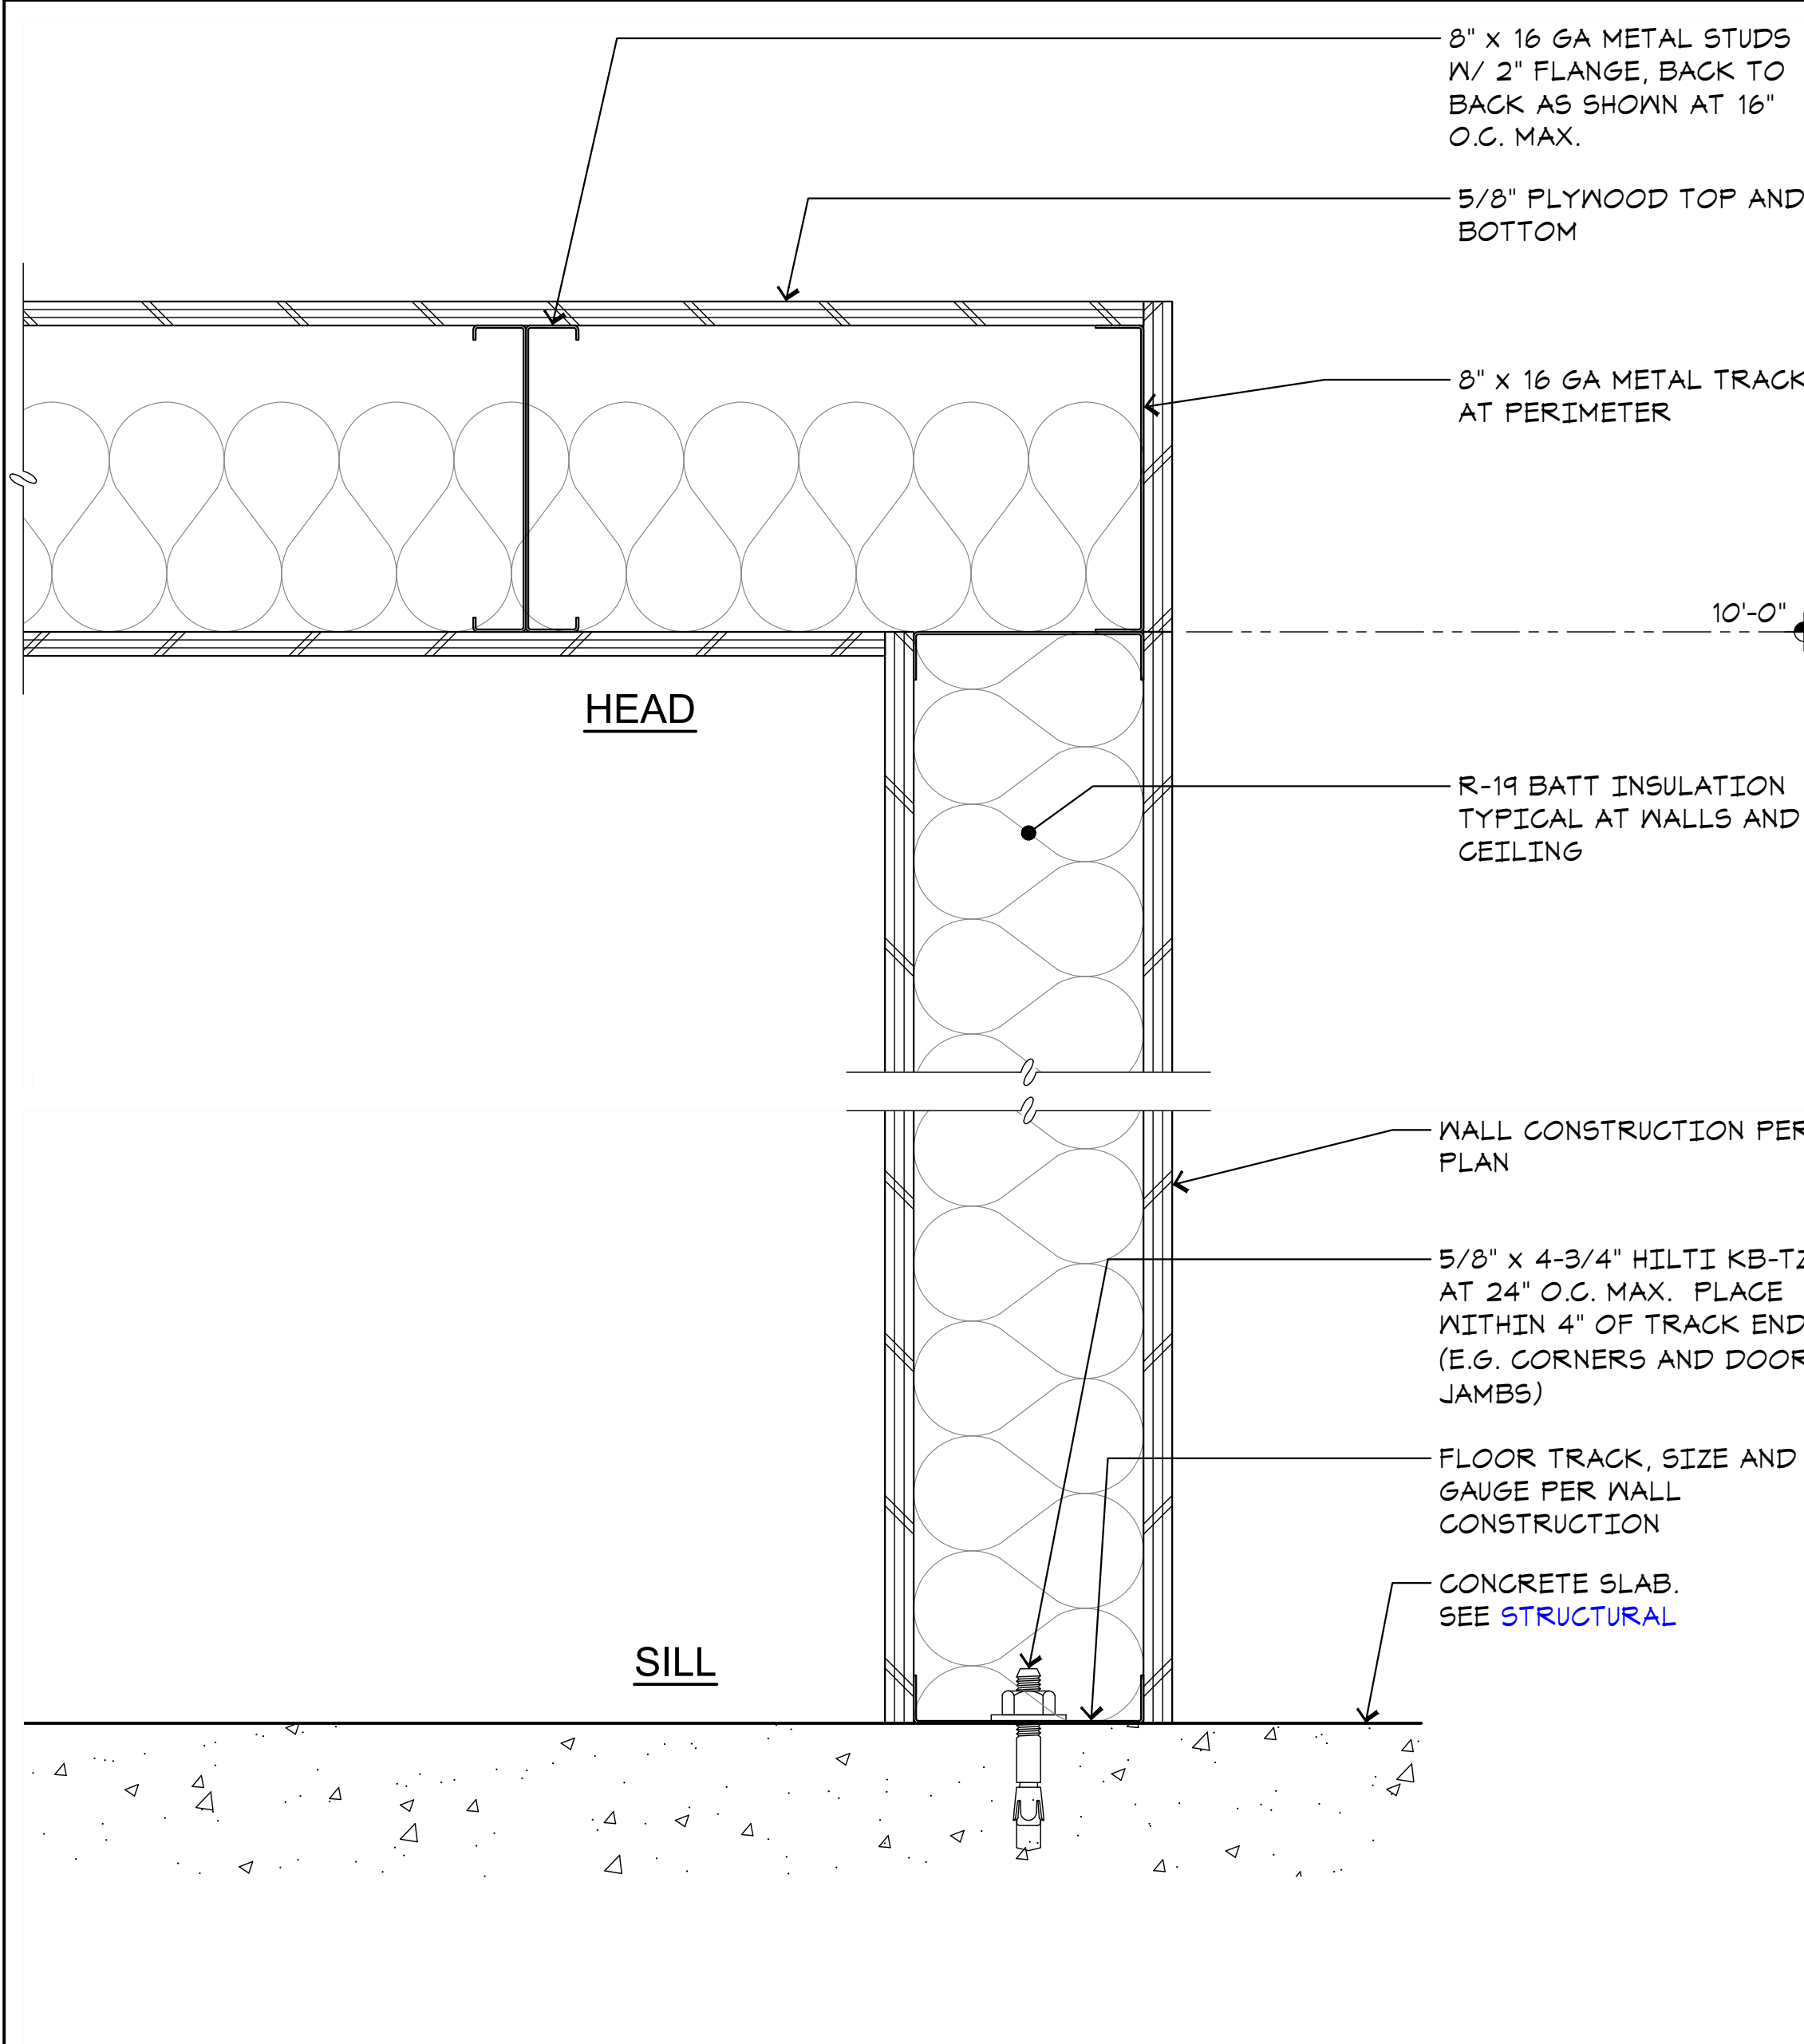 8" x 16 GA METAL STUDS
W/ 2" FLANGE, BACK TO
BACK AS SHOWN AT 16"
O.C. MAX.
5/8" PLYWOOD TOP AND
BOTTOM
8" x 16 GA METAL TRACK
AT PERIMETER
10'-0"
HEAD
R-19 BATT INSULATION
TYPICAL AT WALLS AND
CEILING
WALL CONSTRUCTION PER
PLAN
5/8" x 4-3/4" HILTI KB-TZ
AT 24" O.C. MAX.  PLACE
WITHIN 4" OF TRACK END
(E.G. CORNERS AND DOOR
JAMBS)
FLOOR TRACK, SIZE AND
GAUGE PER WALL
CONSTRUCTION
CONCRETE SLAB.
SEE STRUCTURAL
SILL